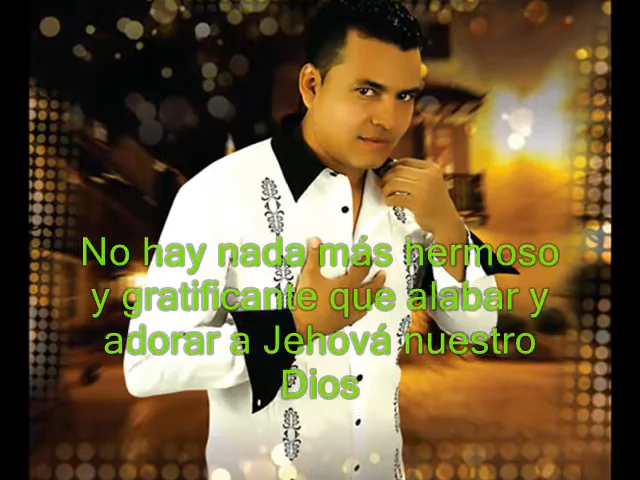 No hay nada más hermoso
y gratificante que alabar y
adorar a Jehová nuestro
Dios